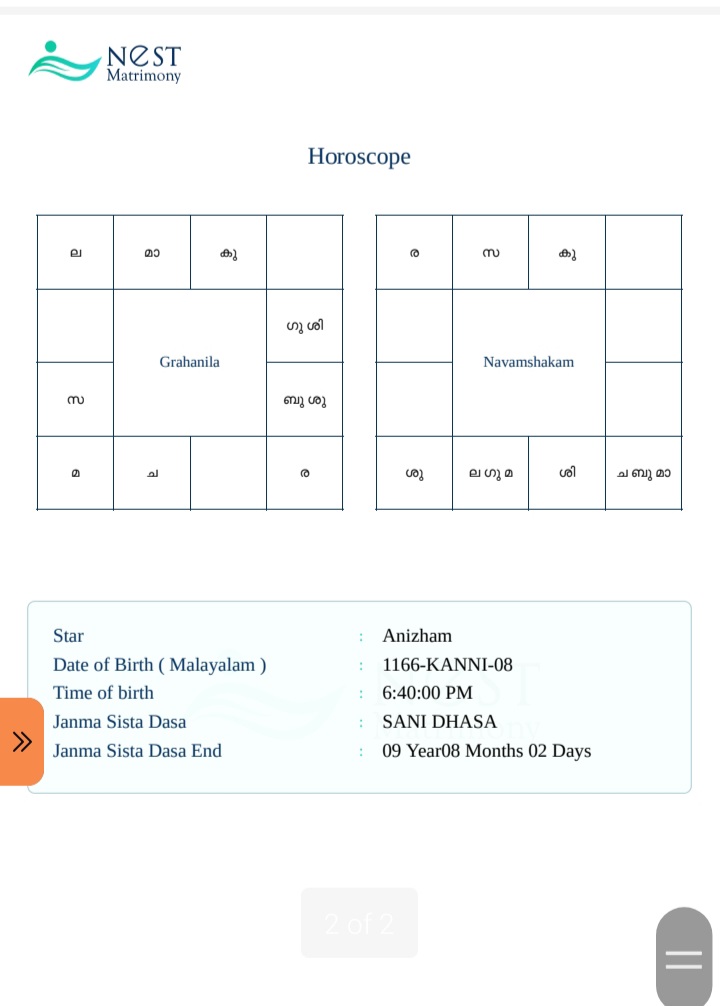 NEST
Matrimony
Horoscope
ല മാ കു
ഗു ശി
Grahanila
സ ബു ശു
മ ച ര
ര സ കു
Navamshakam
ശു ല ഗു മ ശി ച ബു മാ
Star : Anizham
Date of Birth ( Malayalam ) : 1166-KANNI-08
Time of birth : 6:40:00 PM
Janma Sista Dasa : SANI DHASA
Janma Sista Dasa End : 09 Year08 Months 02 Days
NEST
Matrimony
2 of 2